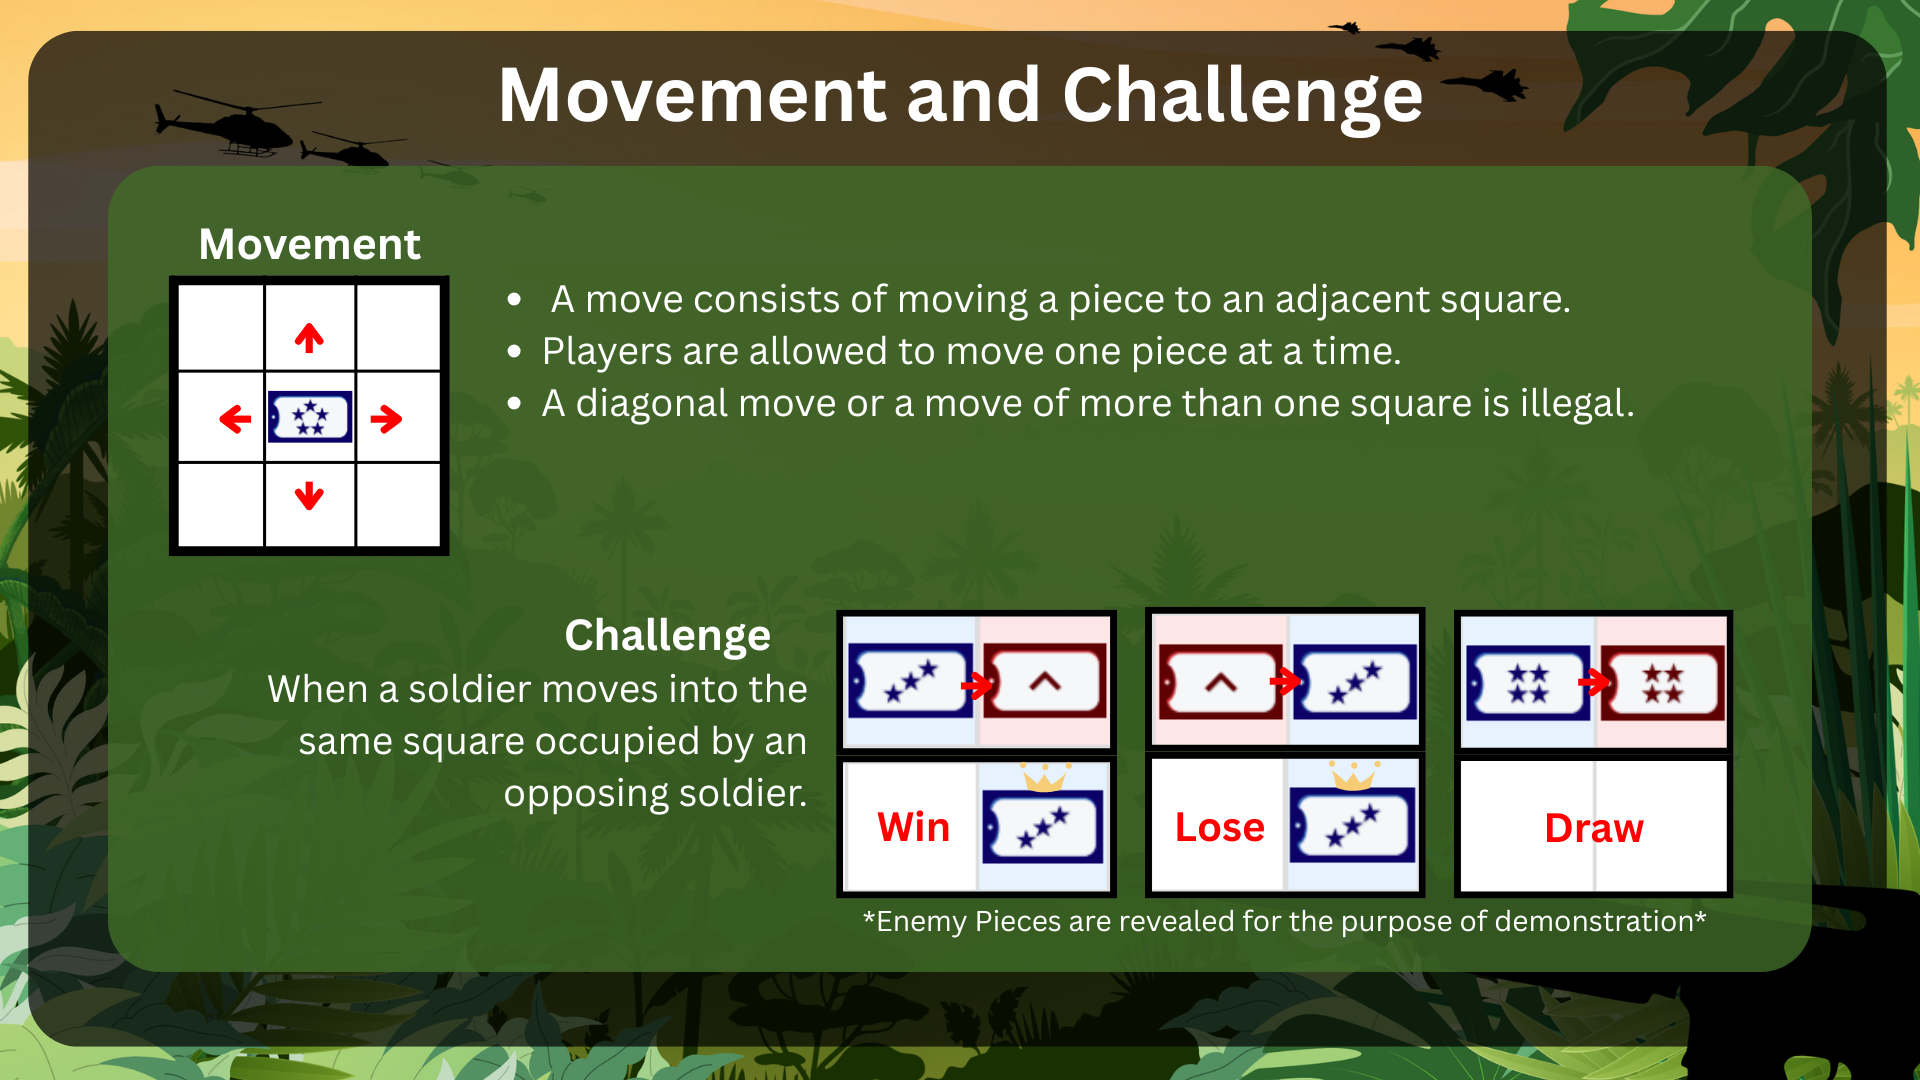 Movement and Challenge
Movement
• A move consists of moving a piece to an adjacent square.
• Players are allowed to move one piece at a time.
• A diagonal move or a move of more than one square is illegal.
Challenge
When a soldier moves into the
same square occupied by an
opposing soldier.
Win
Lose
Draw
*Enemy Pieces are revealed for the purpose of demonstration*